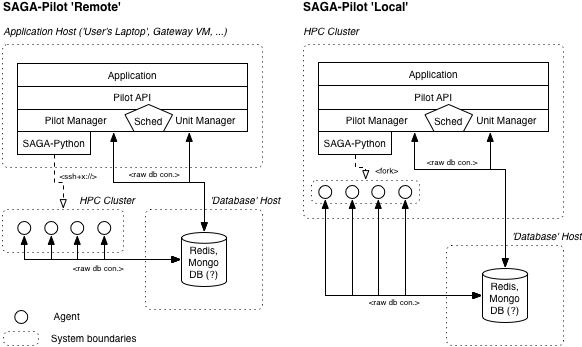 SAGA-Pilot 'Remote'
Application Host ('User's Laptop', Gateway VM, ...)
Application
Pilot API
Pilot Manager
Sched
Unit Manager
SAGA-Python
<ssh+x://>
<raw db con.>
HPC Cluster
'Database' Host
Redis,
Mongo
DB (?)
<raw db con.>
Agent
System boundaries
SAGA-Pilot 'Local'
HPC Cluster
Application
Pilot API
Pilot Manager
Sched
Unit Manager
SAGA-Python
<fork>
<raw db con.>
'Database' Host
Redis,
Mongo
DB (?)
<raw db con.>